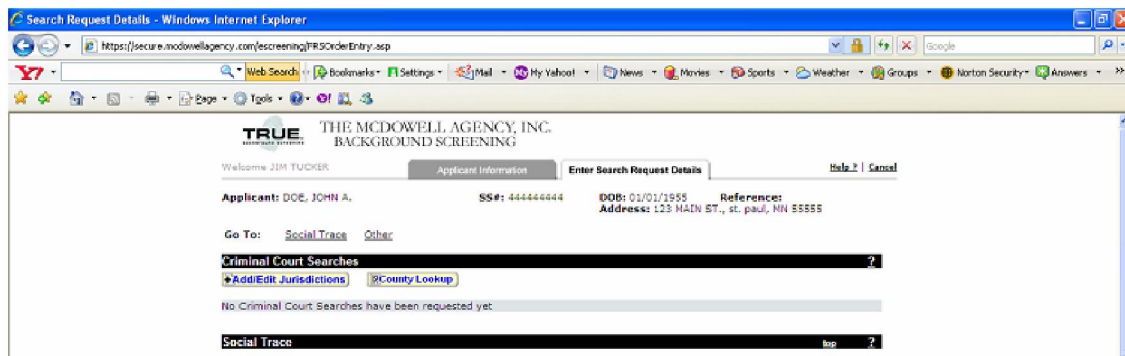 Search Request Details - Windows Internet Explorer
https://secure.mcdowellagency.com/escreening/FRSOrderEntry.asp
Google
Y7 Web Search Bookmarks Settings Mail My Yahoo! News Movies Sports Weather Groups Norton Security Answers
Page Tools
TRUE THE MCDOWELL AGENCY, INC.
BACKGROUND SCREENING
Welcome JIM TUCKER Applicant Information Enter Search Request Details Help ? | Cancel
Applicant: DOE, JOHN A. SS#: 444444444 DOB: 01/01/1955 Reference:
Address: 123 MAIN ST., st. paul, MN 55555
Go To: Social Trace Other
Criminal Court Searches ?
Add/Edit Jurisdictions County Lookup
No Criminal Court Searches have been requested yet
Social Trace top ?